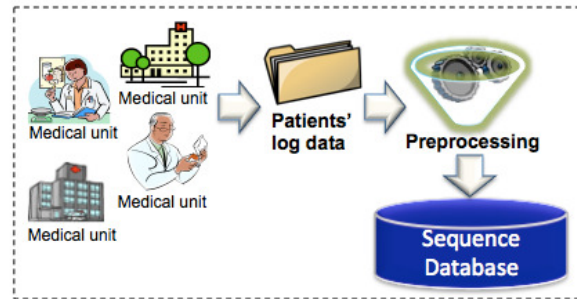 Medical unit
Medical unit
Medical unit
Medical unit
Patients'
log data
Preprocessing
Sequence
Database